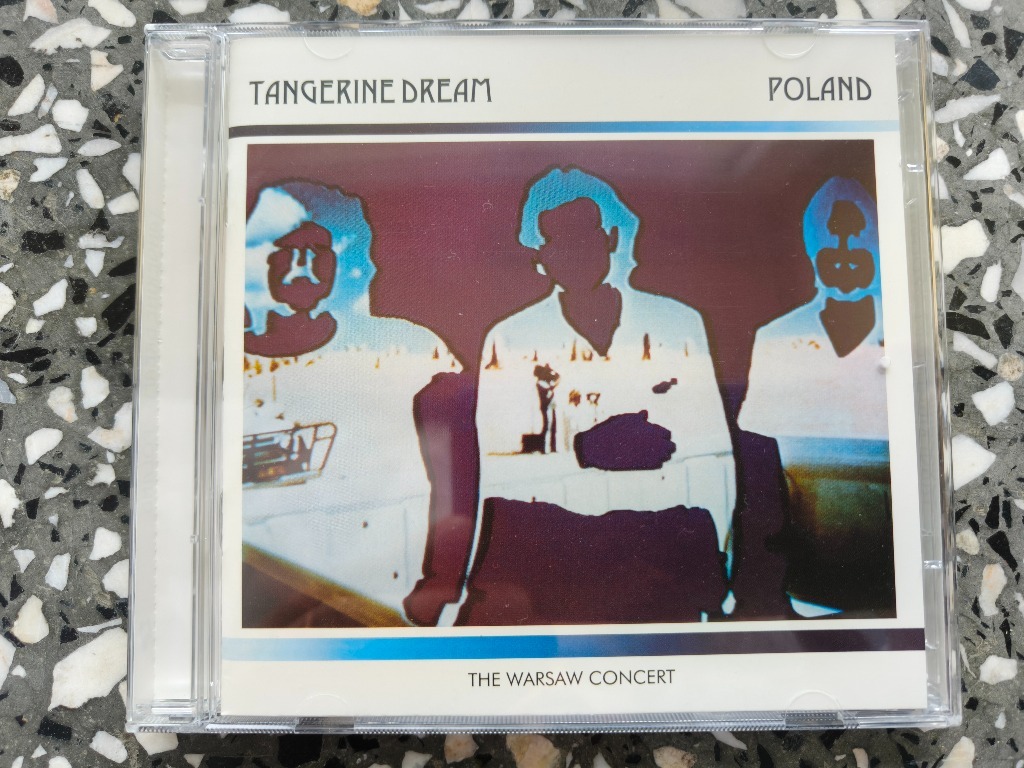 TANGERINE DREAM POLAND
THE WARSAW CONCERT